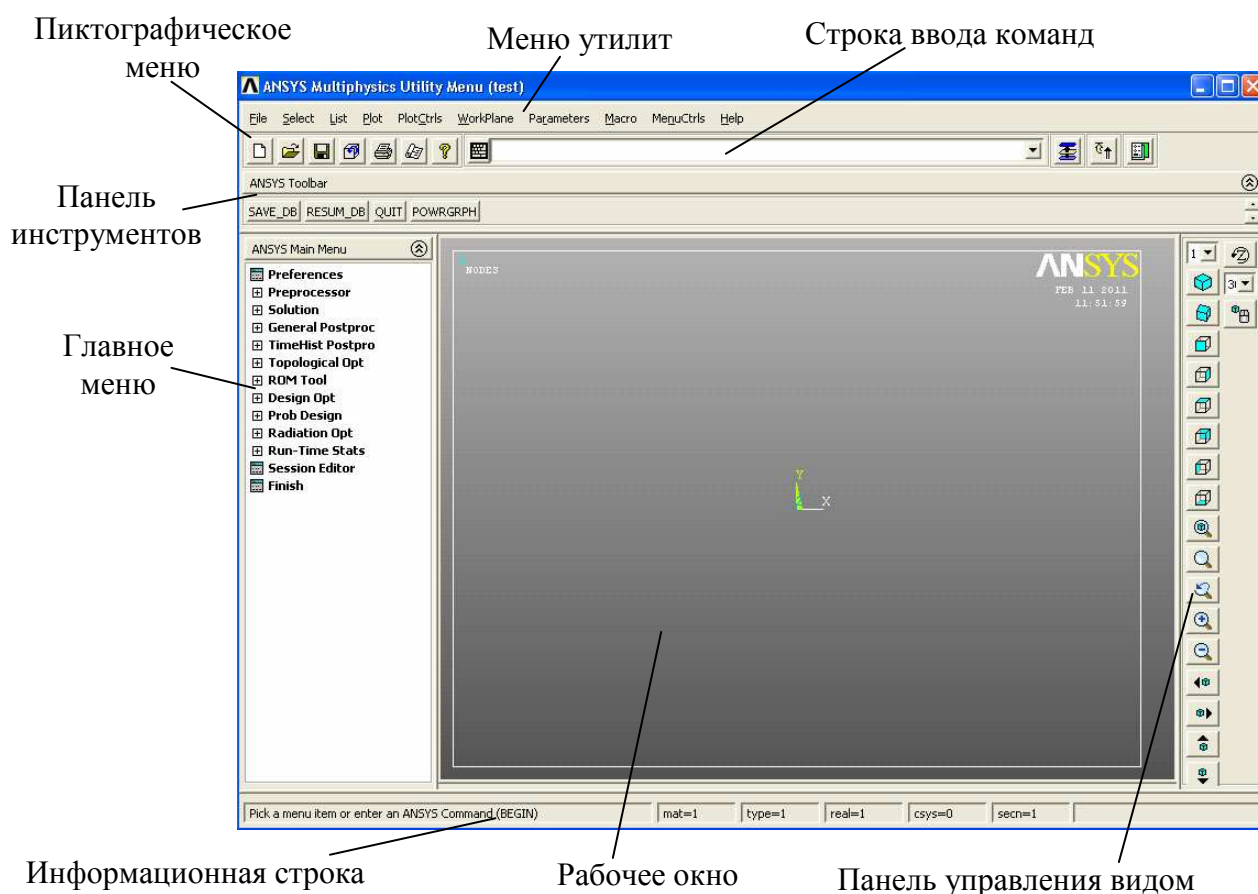 Пиктографическое
меню
Меню утилит
Строка ввода команд
ANSYS Multiphysics Utility Menu (test)
File Select List Plot PlotCtrls WorkPlane Parameters Macro MenuCtrls Help
ANSYS Toolbar
Панель
инструментов
SAVE_DB RESUM_DB QUIT POWRGRPH
ANSYS Main Menu
Preferences
Preprocessor
Solution
General Postproc
TimeHist Postpro
Topological Opt
ROM Tool
Design Opt
Prob Design
Radiation Opt
Run-Time Stats
Session Editor
Finish
Главное
меню
1
NODES
ANSYS
FEB 11 2011
11:51:59
Y
X
1
Z
Pick a menu item or enter an ANSYS Command (BEGIN) mat=1 type=1 real=1 csys=0 secn=1
Информационная строка
Рабочее окно
Панель управления видом